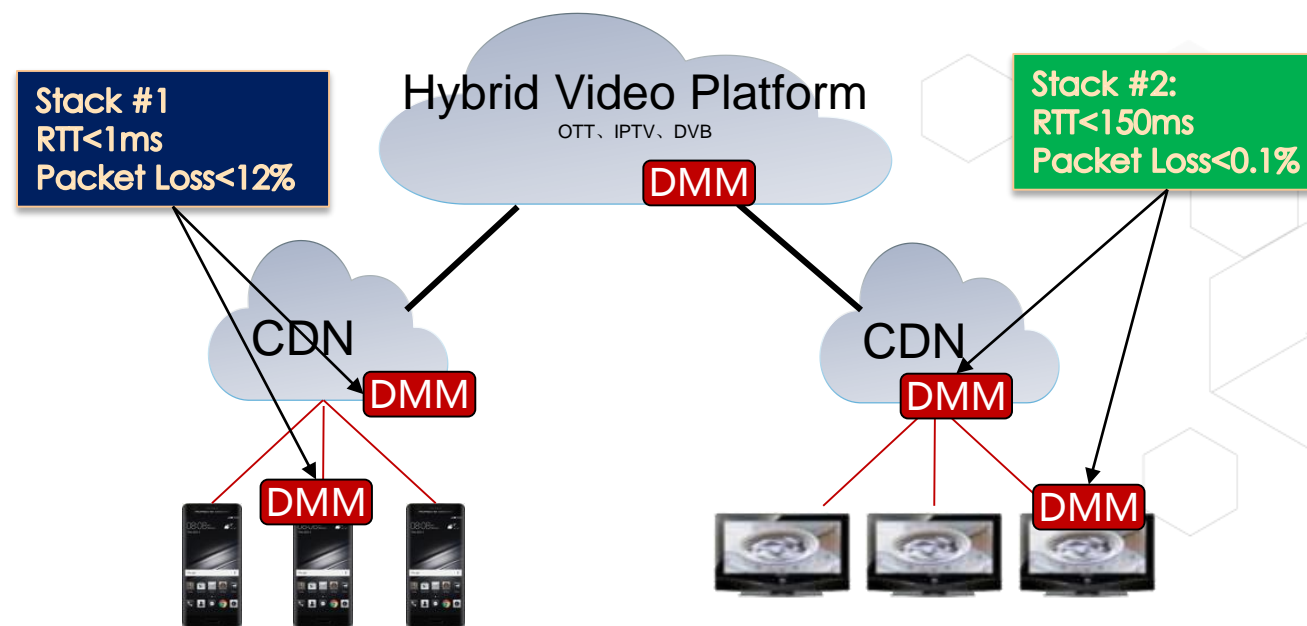 Hybrid Video Platform
OTT、IPTV、DVB
DMM
Stack #1
RTT<1ms
Packet Loss<12%
Stack #2:
RTT<150ms
Packet Loss<0.1%
CDN
DMM
CDN
DMM
DMM
DMM